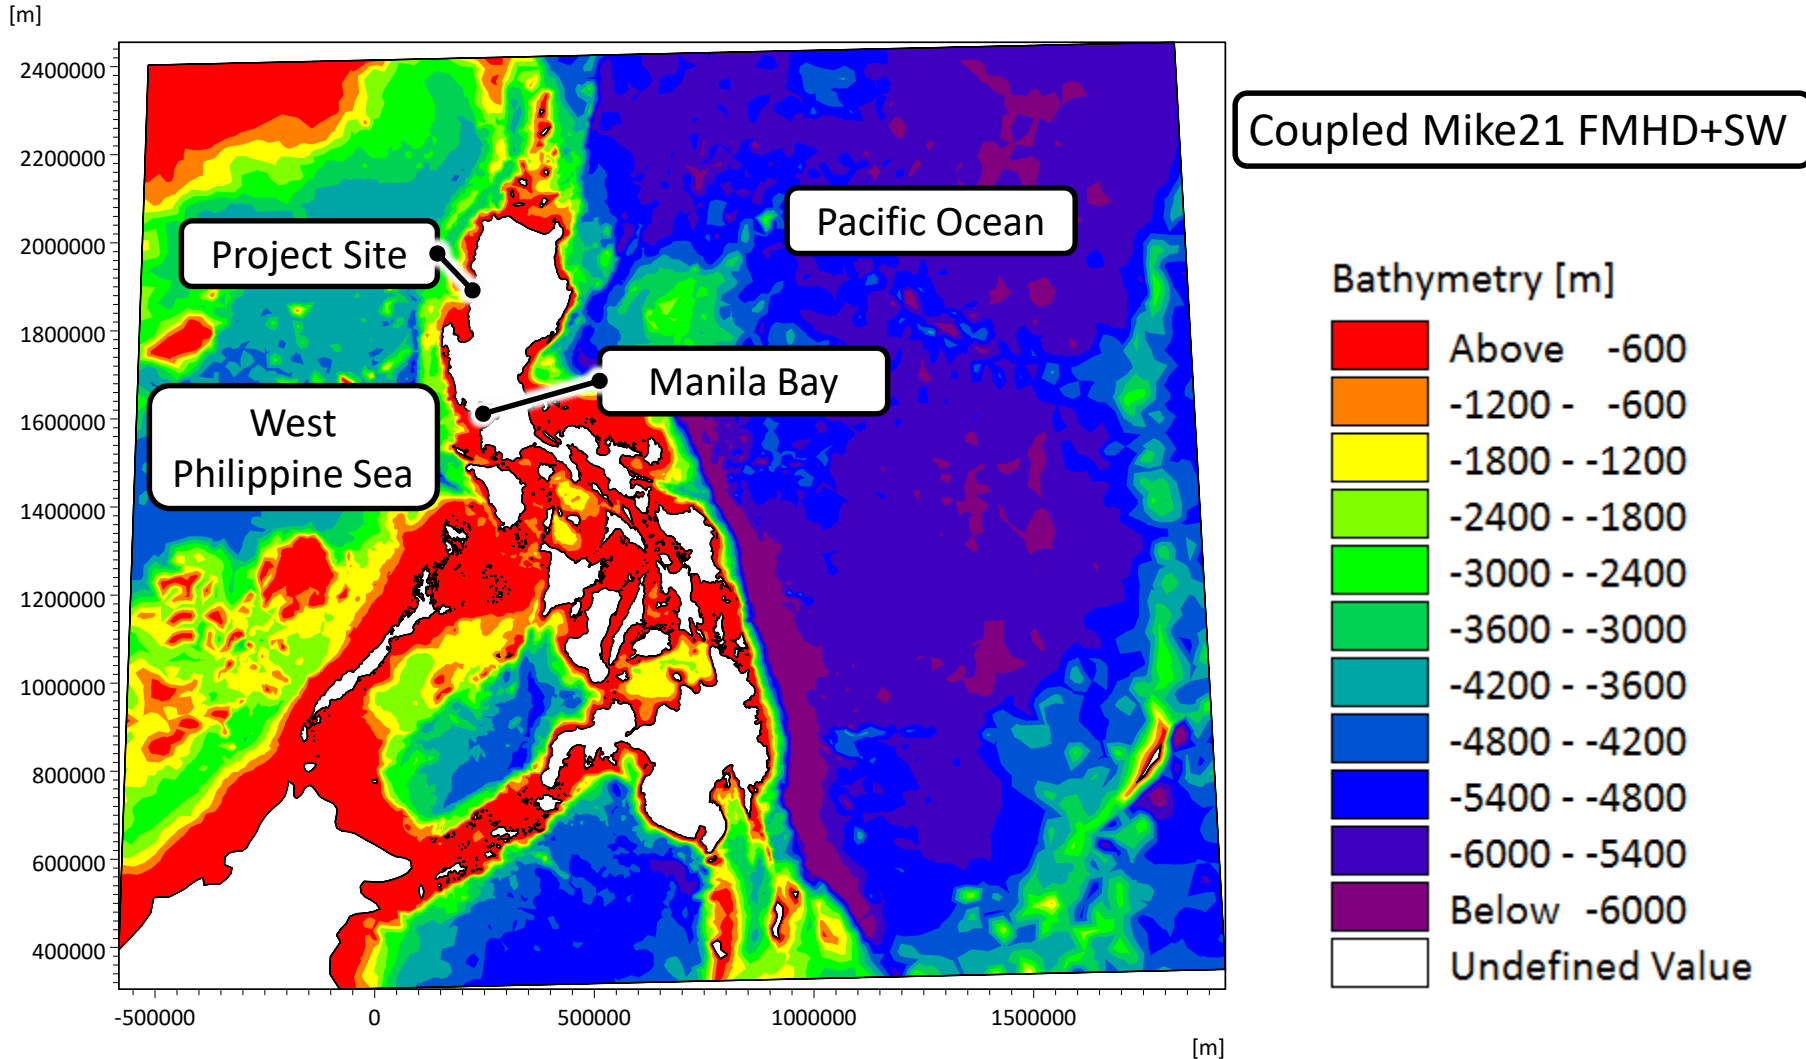 [m]
2400000
2200000
2000000
1800000
1600000
1400000
1200000
1000000
800000
600000
400000
-500000 0 500000 1000000 1500000
[m]
Project Site
Pacific Ocean
Manila Bay
West
Philippine Sea
Coupled Mike21 FMHD+SW
Bathymetry [m]
Above -600
-1200 - -600
-1800 - -1200
-2400 - -1800
-3000 - -2400
-3600 - -3000
-4200 - -3600
-4800 - -4200
-5400 - -4800
-6000 - -5400
Below -6000
Undefined Value